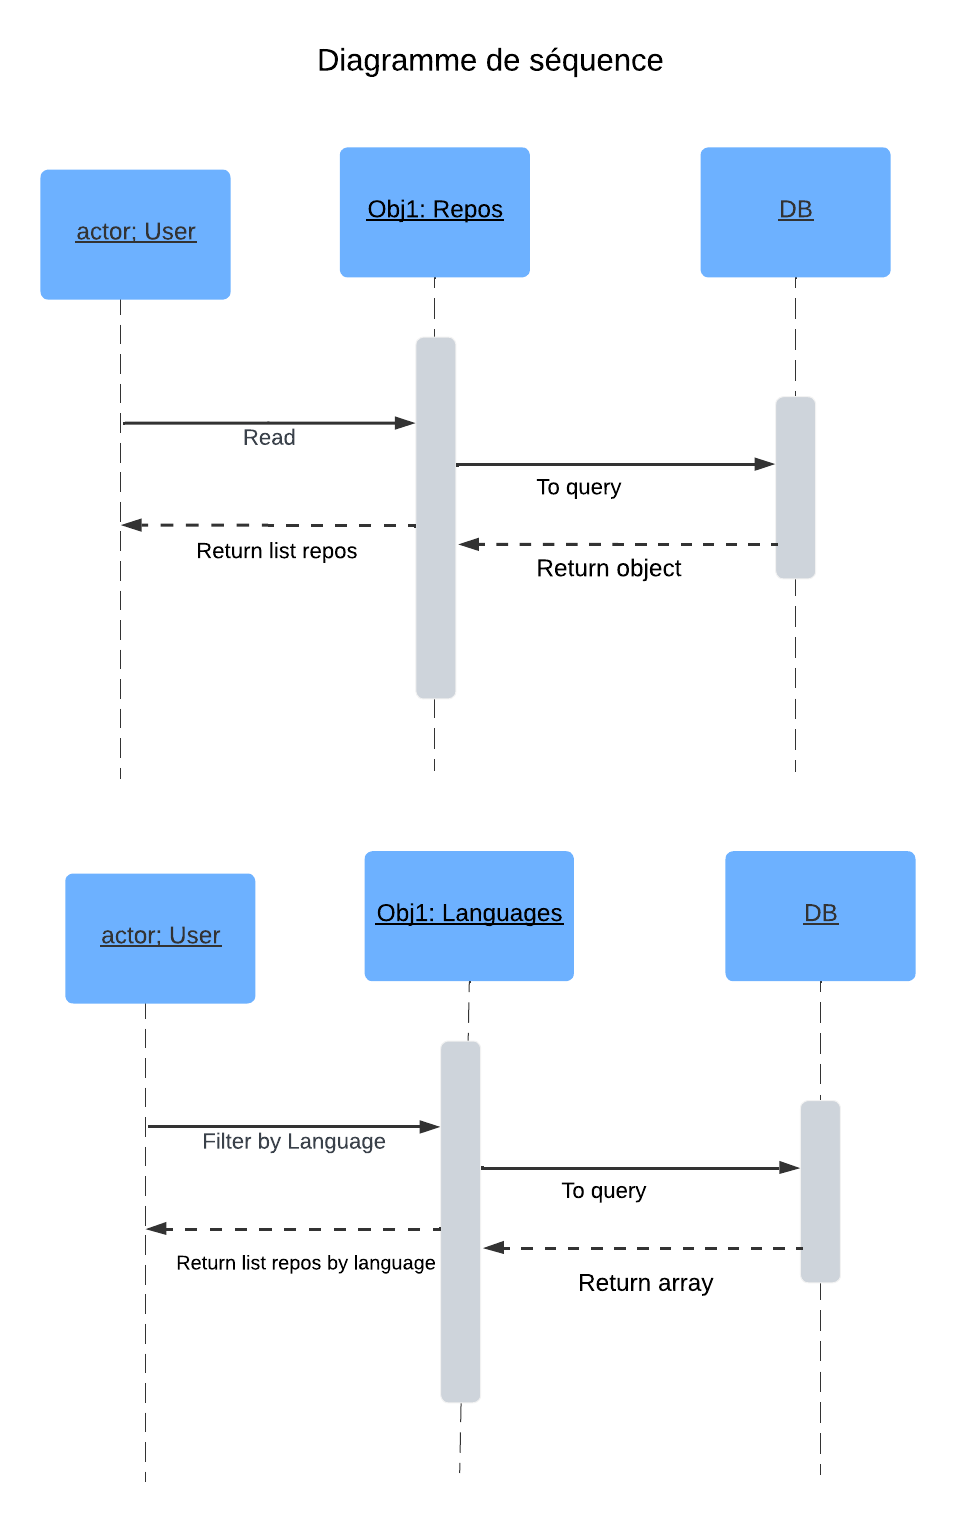 Diagramme de séquence
actor; User
Obj1: Repos
DB
Read
To query
Return list repos
Return object
actor; User
Obj1: Languages
DB
Filter by Language
To query
Return list repos by language
Return array